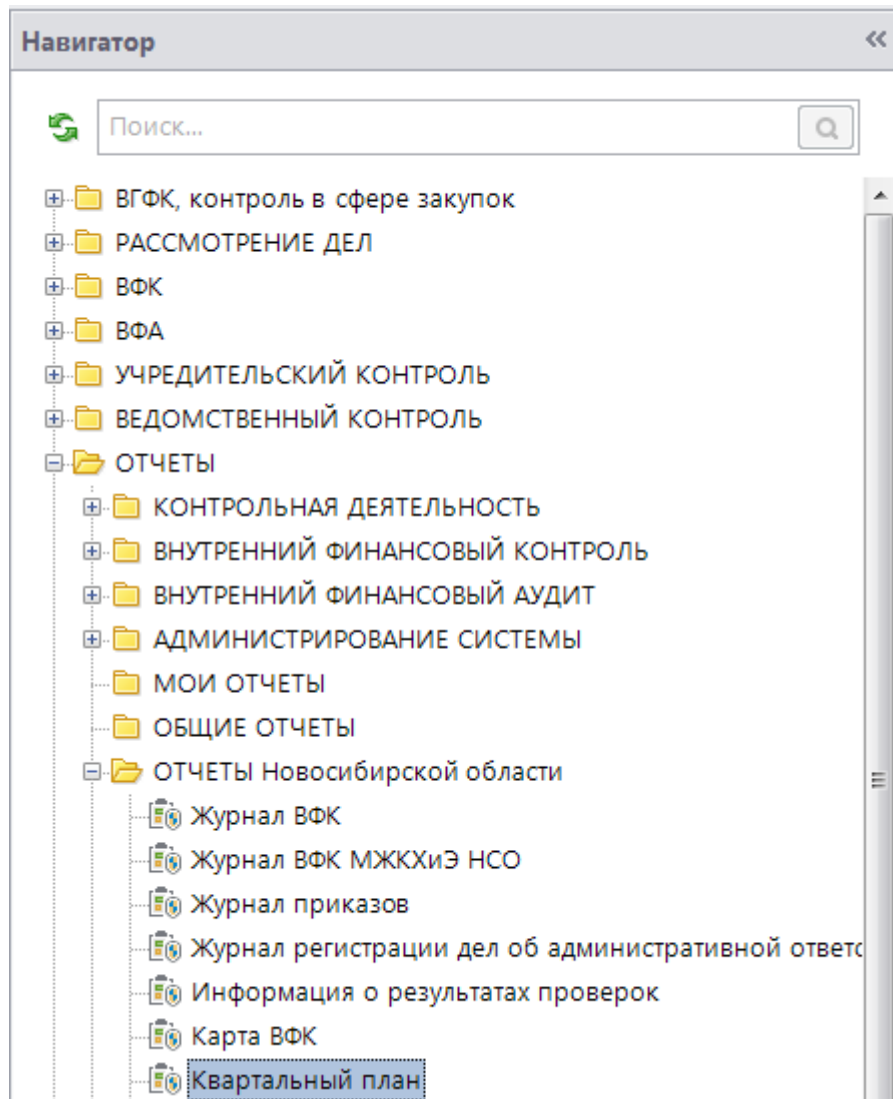 Навигатор
Поиск...
ВГФК, контроль в сфере закупок
РАССМОТРЕНИЕ ДЕЛ
ВФК
ВФА
УЧРЕДИТЕЛЬСКИЙ КОНТРОЛЬ
ВЕДОМСТВЕННЫЙ КОНТРОЛЬ
ОТЧЕТЫ
КОНТРОЛЬНАЯ ДЕЯТЕЛЬНОСТЬ
ВНУТРЕННИЙ ФИНАНСОВЫЙ КОНТРОЛЬ
ВНУТРЕННИЙ ФИНАНСОВЫЙ АУДИТ
АДМИНИСТРИРОВАНИЕ СИСТЕМЫ
МОИ ОТЧЕТЫ
ОБЩИЕ ОТЧЕТЫ
ОТЧЕТЫ Новосибирской области
Журнал ВФК
Журнал ВФК МЖКХиЭ НСО
Журнал приказов
Журнал регистрации дел об административной
Информация о результатах проверок
Карта ВФК
Квартальный план